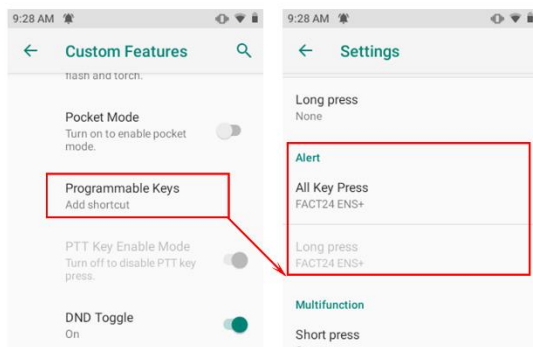 9:28 AM
Custom Features
flash and torch.
Pocket Mode
Turn on to enable pocket
mode.
Programmable Keys
Add shortcut
PTT Key Enable Mode
Turn off to disable PTT key
press.
DND Toggle
On
9:28 AM
Settings
Long press
None
Alert
All Key Press
FACT24 ENS+
Long press
FACT24 ENS+
Multifunction
Short press